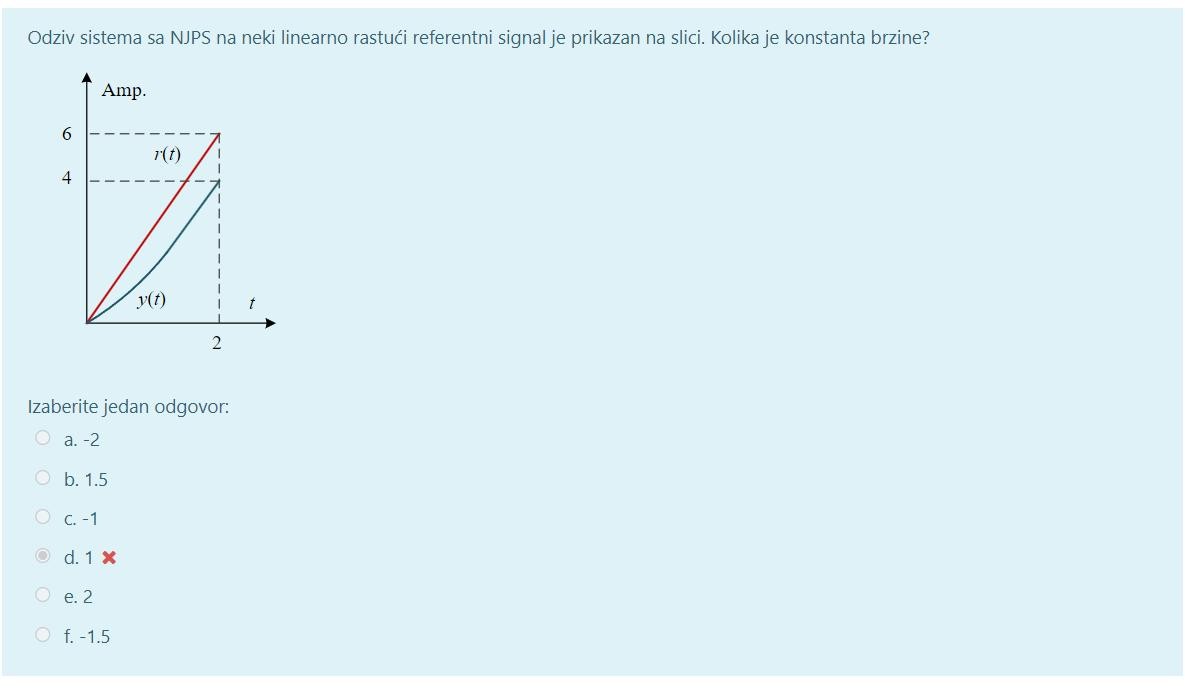 Odziv sistema sa NJPS na neki linearno rastući referentni signal je prikazan na slici. Kolika je konstanta brzine?
Amp.
6
r(t)
4
y(t)
t
2
Izaberite jedan odgovor:
a. -2
b. 1.5
c. -1
d. 1
e. 2
f. -1.5